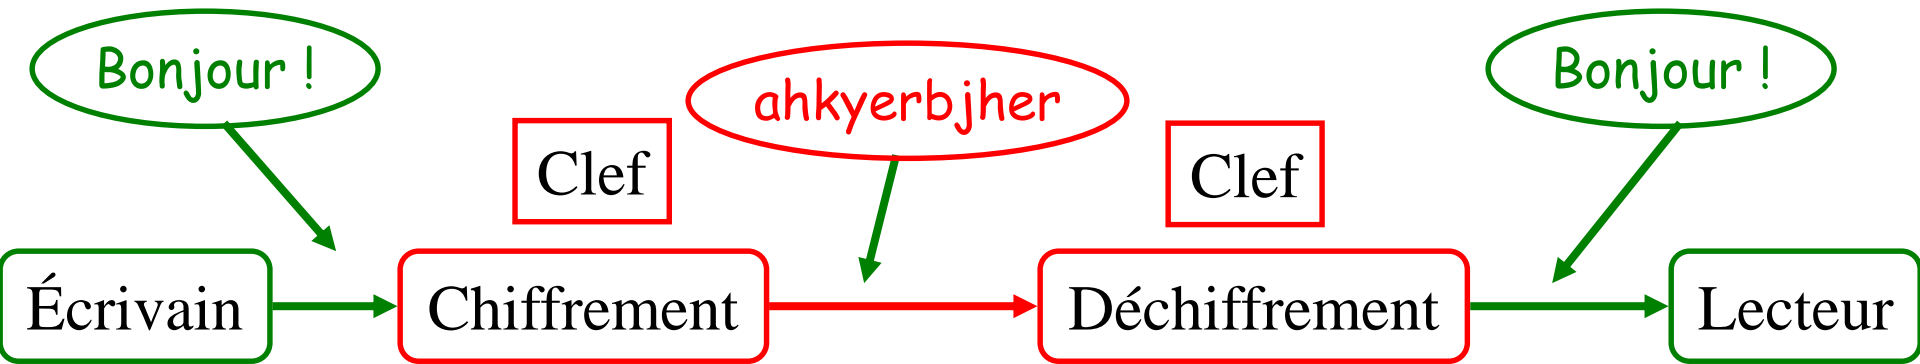 Bonjour !
ahkyerbjher
Bonjour !
Clef
Clef
Écrivain
Chiffrement
Déchiffrement
Lecteur